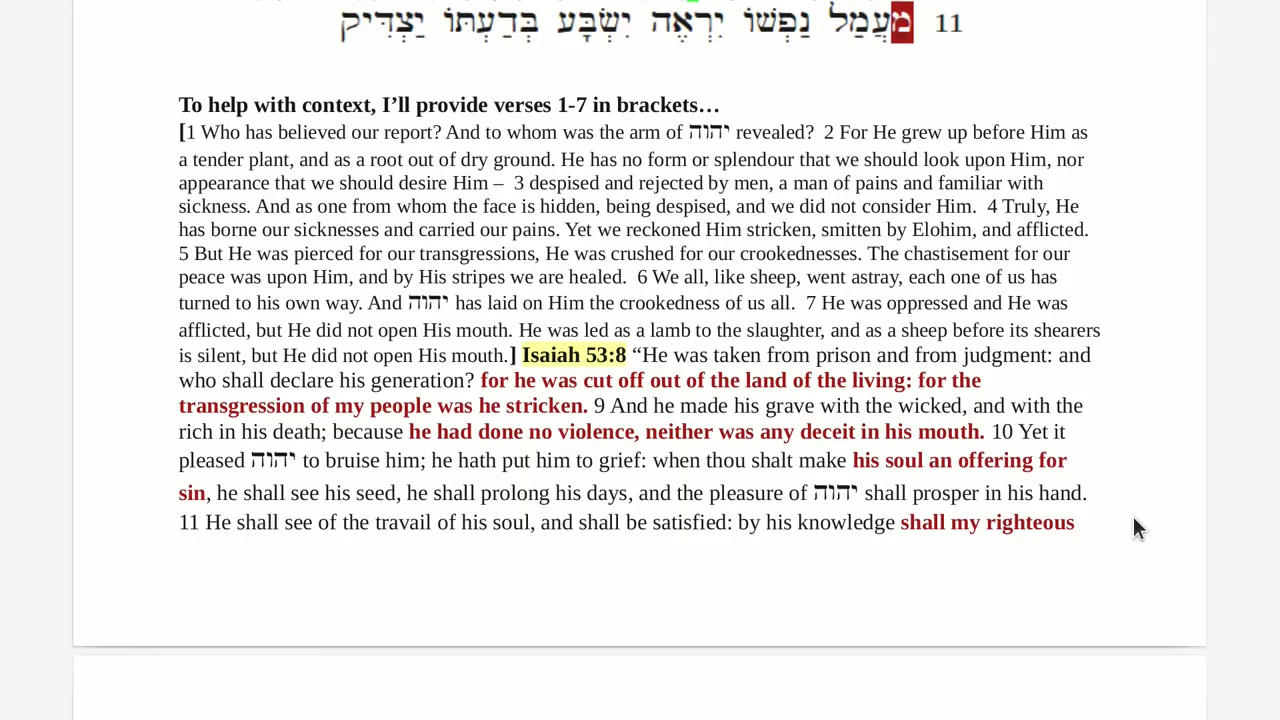 11 מֵעֲמַל נַפְשׁוֹ יִרְאֶה יִשְׂבָּע בְּדַעְתּוֹ יַצְדִּיק
To help with context, I’ll provide verses 1-7 in brackets…
[1 Who has believed our report? And to whom was the arm of יהוה revealed?  2 For He grew up before Him as
a tender plant, and as a root out of dry ground. He has no form or splendour that we should look upon Him, nor
appearance that we should desire Him –  3 despised and rejected by men, a man of pains and familiar with
sickness. And as one from whom the face is hidden, being despised, and we did not consider Him.  4 Truly, He
has borne our sicknesses and carried our pains. Yet we reckoned Him stricken, smitten by Elohim, and afflicted.
5 But He was pierced for our transgressions, He was crushed for our crookednesses. The chastisement for our
peace was upon Him, and by His stripes we are healed.  6 We all, like sheep, went astray, each one of us has
turned to his own way. And יהוה has laid on Him the crookedness of us all.  7 He was oppressed and He was
afflicted, but He did not open His mouth. He was led as a lamb to the slaughter, and as a sheep before its shearers
is silent, but He did not open His mouth.] Isaiah 53:8 “He was taken from prison and from judgment: and
who shall declare his generation? for he was cut off out of the land of the living: for the
transgression of my people was he stricken. 9 And he made his grave with the wicked, and with the
rich in his death; because he had done no violence, neither was any deceit in his mouth. 10 Yet it
pleased יהוה to bruise him; he hath put him to grief: when thou shalt make his soul an offering for
sin, he shall see his seed, he shall prolong his days, and the pleasure of יהוה shall prosper in his hand.
11 He shall see of the travail of his soul, and shall be satisfied: by his knowledge shall my righteous